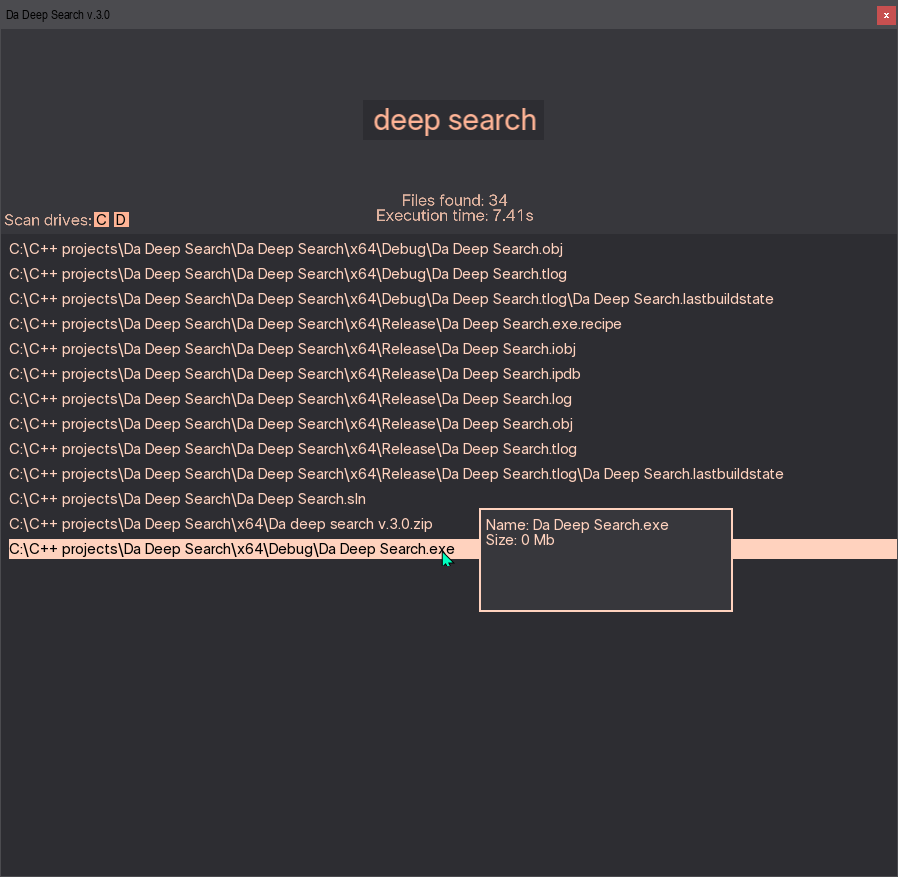 Da Deep Search v.3.0
x
deep search
Files found: 34
Execution time: 7.41s
Scan drives: C D
C:\C++ projects\Da Deep Search\Da Deep Search\x64\Debug\Da Deep Search.obj
C:\C++ projects\Da Deep Search\Da Deep Search\x64\Debug\Da Deep Search.tlog
C:\C++ projects\Da Deep Search\Da Deep Search\x64\Debug\Da Deep Search.tlog\Da Deep Search.lastbuildstate
C:\C++ projects\Da Deep Search\Da Deep Search\x64\Release\Da Deep Search.exe.recipe
C:\C++ projects\Da Deep Search\Da Deep Search\x64\Release\Da Deep Search.iobj
C:\C++ projects\Da Deep Search\Da Deep Search\x64\Release\Da Deep Search.ipdb
C:\C++ projects\Da Deep Search\Da Deep Search\x64\Release\Da Deep Search.log
C:\C++ projects\Da Deep Search\Da Deep Search\x64\Release\Da Deep Search.obj
C:\C++ projects\Da Deep Search\Da Deep Search\x64\Release\Da Deep Search.tlog
C:\C++ projects\Da Deep Search\Da Deep Search\x64\Release\Da Deep Search.tlog\Da Deep Search.lastbuildstate
C:\C++ projects\Da Deep Search\Da Deep Search.sln
C:\C++ projects\Da Deep Search\x64\Da deep search v.3.0.zip
C:\C++ projects\Da Deep Search\x64\Debug\Da Deep Search.exe
Name: Da Deep Search.exe
Size: 0 Mb